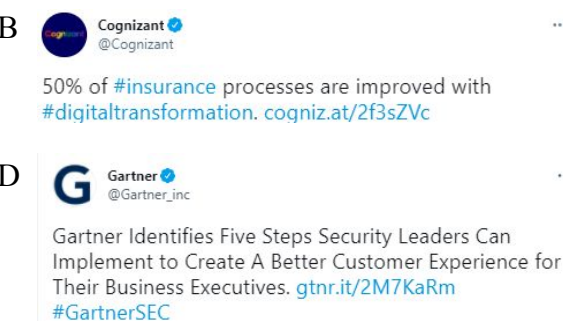 B
Cognizant
Cognizant
@Cognizant
50% of #insurance processes are improved with
#digitaltransformation. cogniz.at/2f3sZVc
D
G
Gartner
@Gartner_inc
Gartner Identifies Five Steps Security Leaders Can
Implement to Create A Better Customer Experience for
Their Business Executives. gtnr.it/2M7KaRm
#GartnerSEC